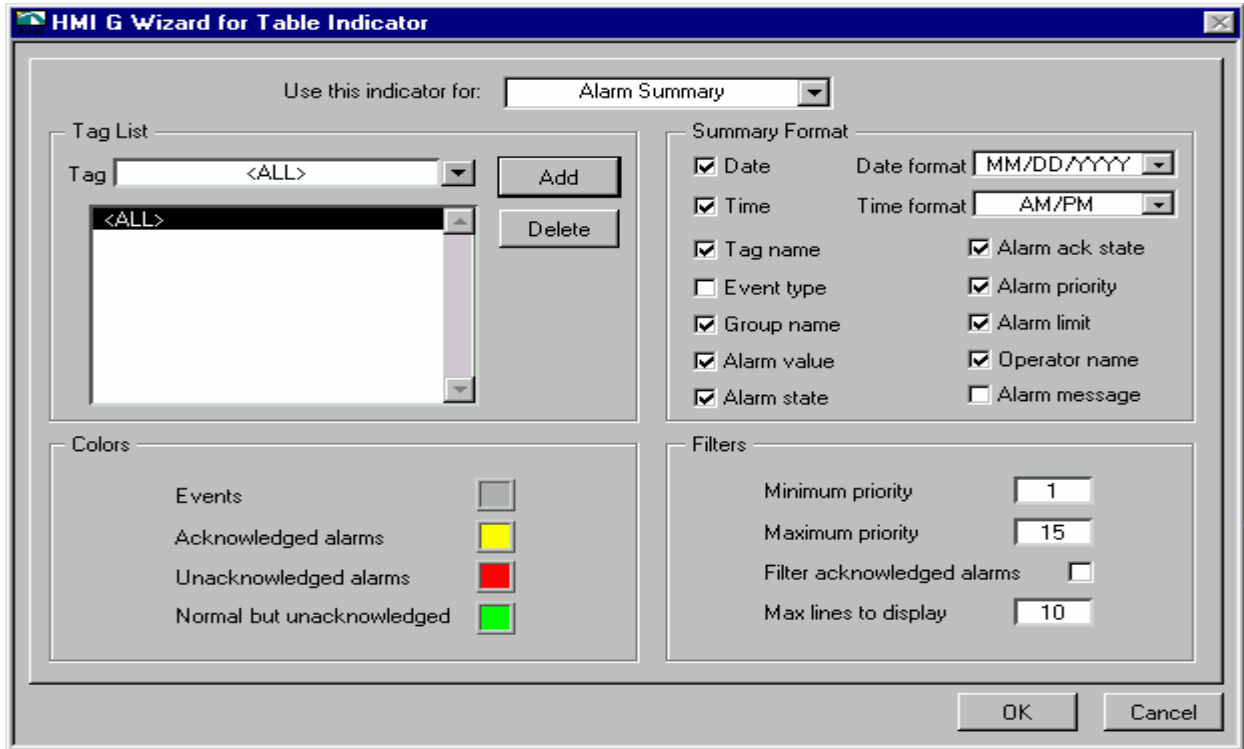 HMI G Wizard for Table Indicator
Use this indicator for: Alarm Summary
Tag List
Tag <ALL> Add
<ALL>
Delete
Summary Format
Date Date format MM/DD/YYYY
Time Time format AM/PM
Tag name Alarm ack state
Event type Alarm priority
Group name Alarm limit
Alarm value Operator name
Alarm state Alarm message
Colors
Events
Acknowledged alarms
Unacknowledged alarms
Normal but unacknowledged
Filters
Minimum priority 1
Maximum priority 15
Filter acknowledged alarms
Max lines to display 10
OK Cancel